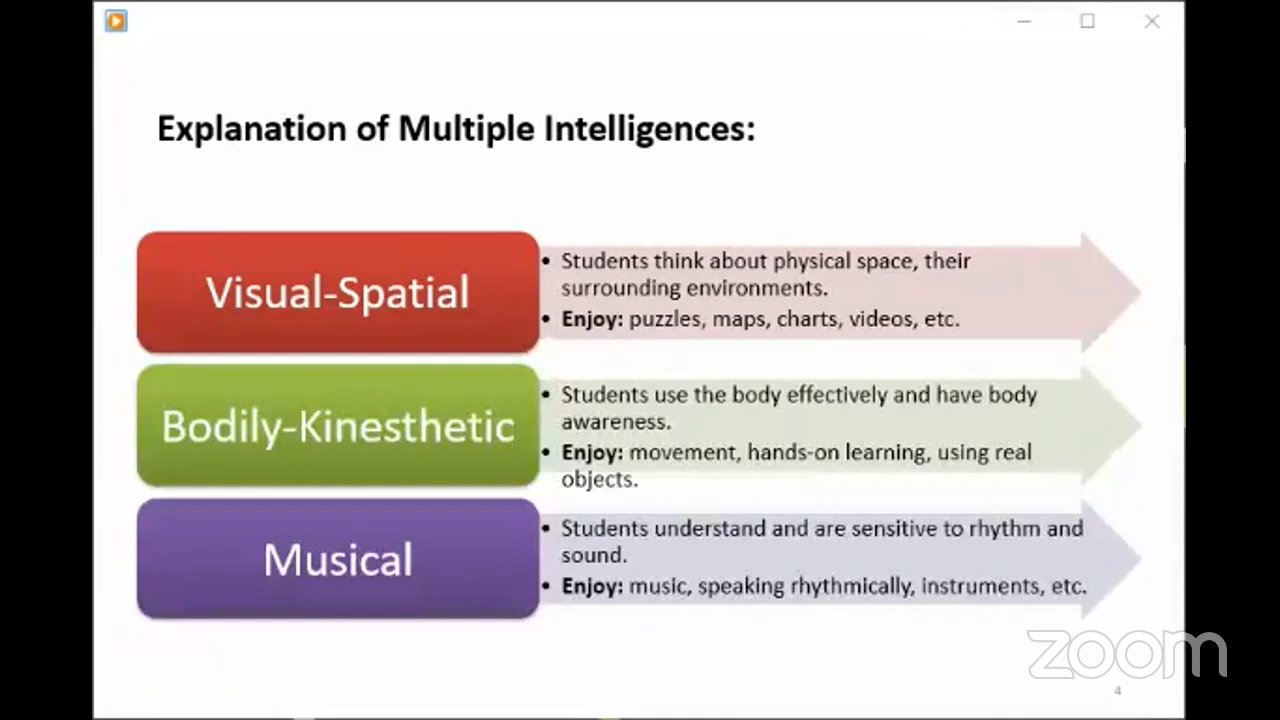 Explanation of Multiple Intelligences:
Visual-Spatial
• Students think about physical space, their
surrounding environments.
• Enjoy: puzzles, maps, charts, videos, etc.
Bodily-Kinesthetic
• Students use the body effectively and have body
awareness.
• Enjoy: movement, hands-on learning, using real
objects.
Musical
• Students understand and are sensitive to rhythm and
sound.
• Enjoy: music, speaking rhythmically, instruments, etc.
zoom
4